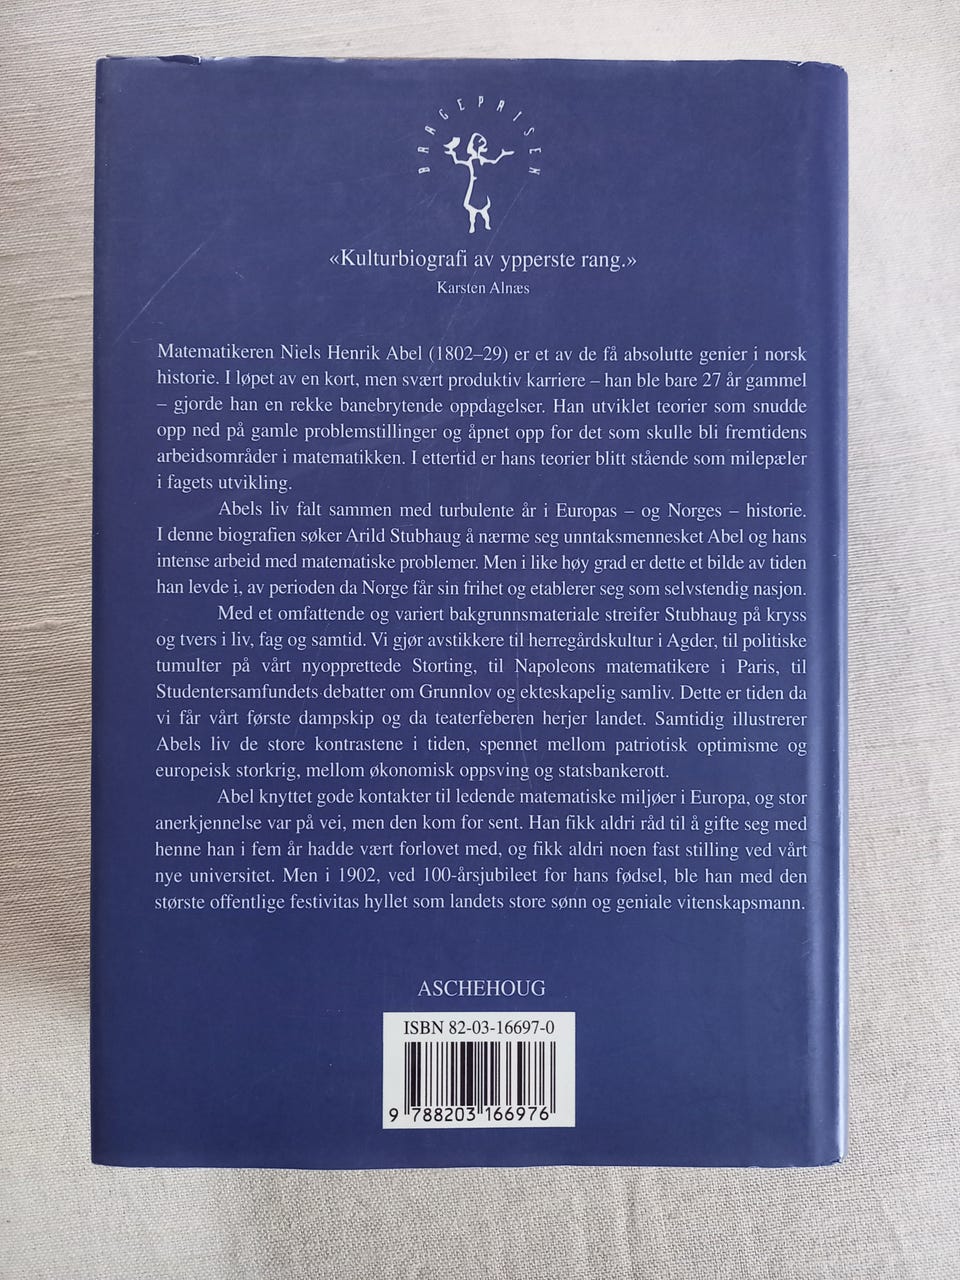 BRAGEPRISEN
«Kulturbiografi av ypperste rang.»
Karsten Alnæs
Matematikeren Niels Henrik Abel (1802–29) er et av de få absolutte genier i norsk
historie. I løpet av en kort, men svært produktiv karriere – han ble bare 27 år gammel
– gjorde han en rekke banebrytende oppdagelser. Han utviklet teorier som snudde
opp ned på gamle problemstillinger og åpnet opp for det som skulle bli fremtidens
arbeidsområder i matematikken. I ettertid er hans teorier blitt stående som milepæler
i fagets utvikling.
Abels liv falt sammen med turbulente år i Europas – og Norges – historie.
I denne biografien søker Arild Stubhaug å nærme seg unntaksmennesket Abel og hans
intense arbeid med matematiske problemer. Men i like høy grad er dette et bilde av tiden
han levde i, av perioden da Norge får sin frihet og etablerer seg som selvstendig nasjon.
Med et omfattende og variert bakgrunnsmateriale streifer Stubhaug på kryss
og tvers i liv, fag og samtid. Vi gjør avstikkere til herregårdskultur i Agder, til politiske
tumulter på vårt nyopprettede Storting, til Napoleons matematikere i Paris, til
Studentersamfundets debatter om Grunnlov og ekteskapelig samliv. Dette er tiden da
vi får vårt første dampskip og da teaterfeberen herjer landet. Samtidig illustrerer
Abels liv de store kontrastene i tiden, spennet mellom patriotisk optimisme og
europeisk storkrig, mellom økonomisk oppsving og statsbankerott.
Abel knyttet gode kontakter til ledende matematiske miljøer i Europa, og stor
anerkjennelse var på vei, men den kom for sent. Han fikk aldri råd til å gifte seg med
henne han i fem år hadde vært forlovet med, og fikk aldri noen fast stilling ved vårt
nye universitet. Men i 1902, ved 100-årsjubileet for hans fødsel, ble han med den
største offentlige festivitas hyllet som landets store sønn og geniale vitenskapsmann.
ASCHEHOUG
ISBN 82-03-16697-0
9 788203 166976